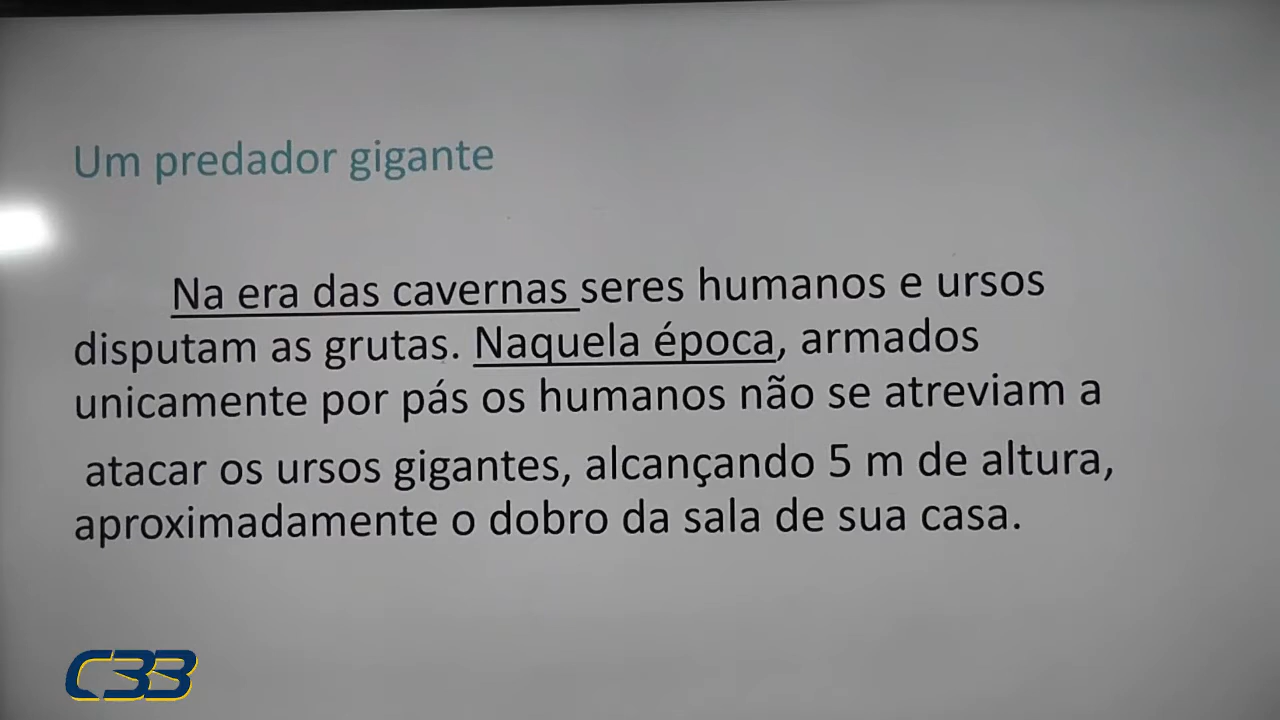 Um predador gigante
Na era das cavernas seres humanos e ursos
disputam as grutas. Naquela época, armados
unicamente por pás os humanos não se atreviam a
atacar os ursos gigantes, alcançando 5 m de altura,
aproximadamente o dobro da sala de sua casa.
C33